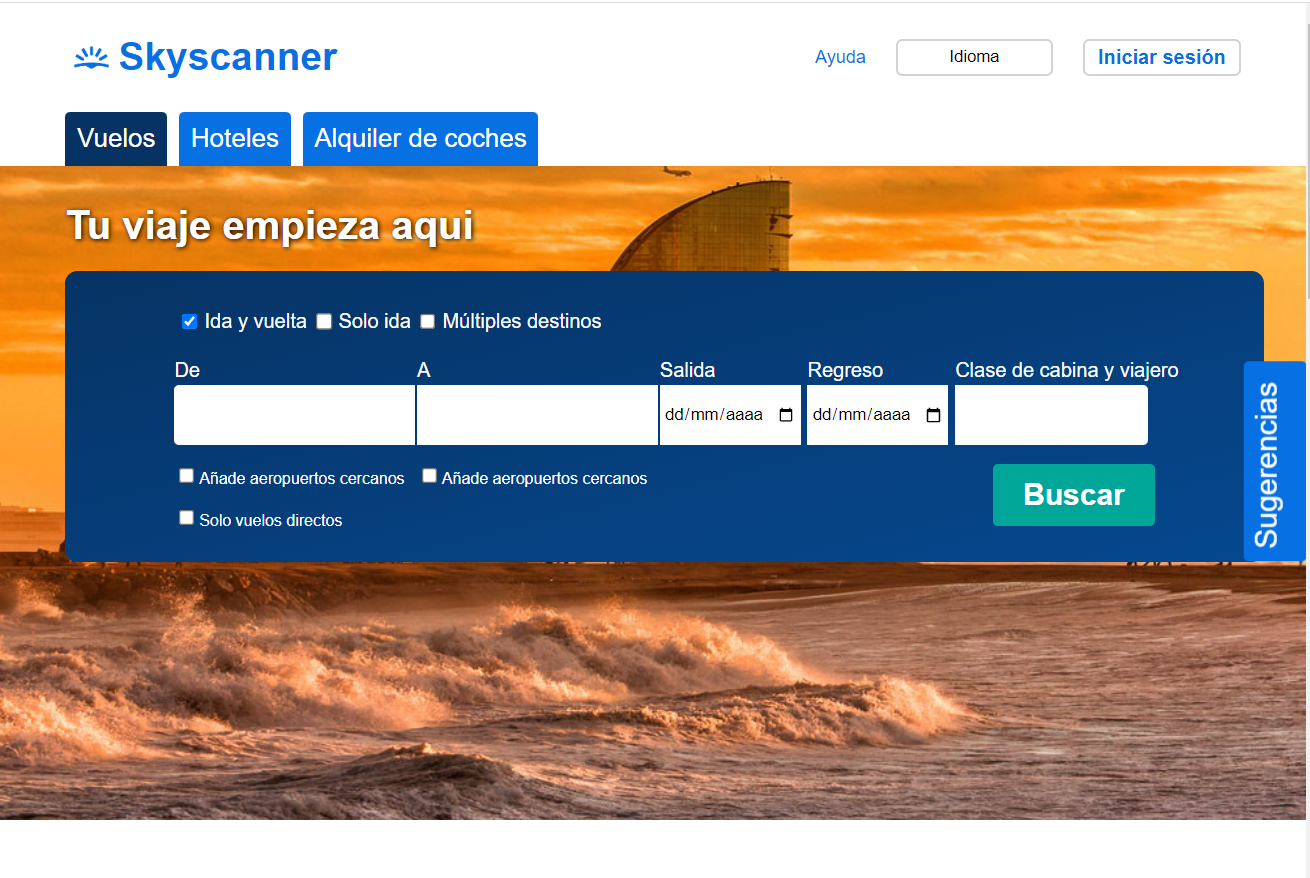 Skyscanner
Ayuda
Idioma
Iniciar sesión
Vuelos
Hoteles
Alquiler de coches
Tu viaje empieza aqui
Ida y vuelta
Solo ida
Múltiples destinos
De
A
Salida
Regreso
Clase de cabina y viajero
dd/mm/aaaa
dd/mm/aaaa
Añade aeropuertos cercanos
Añade aeropuertos cercanos
Solo vuelos directos
Buscar
Sugerencias